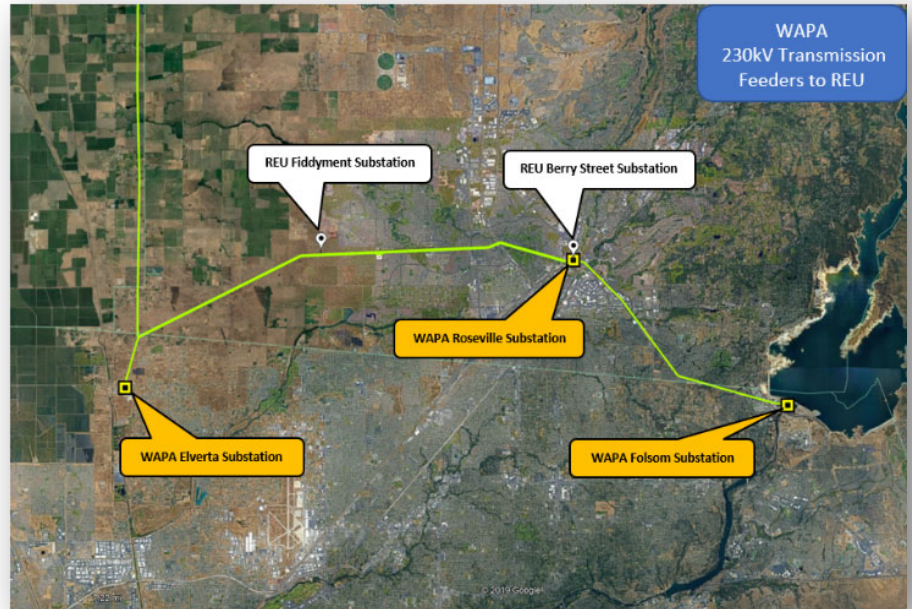 WAPA
230kV Transmission
Feeders to REU
REU Fiddyment Substation
REU Berry Street Substation
WAPA Roseville Substation
WAPA Elverta Substation
WAPA Folsom Substation
© 2019 Google